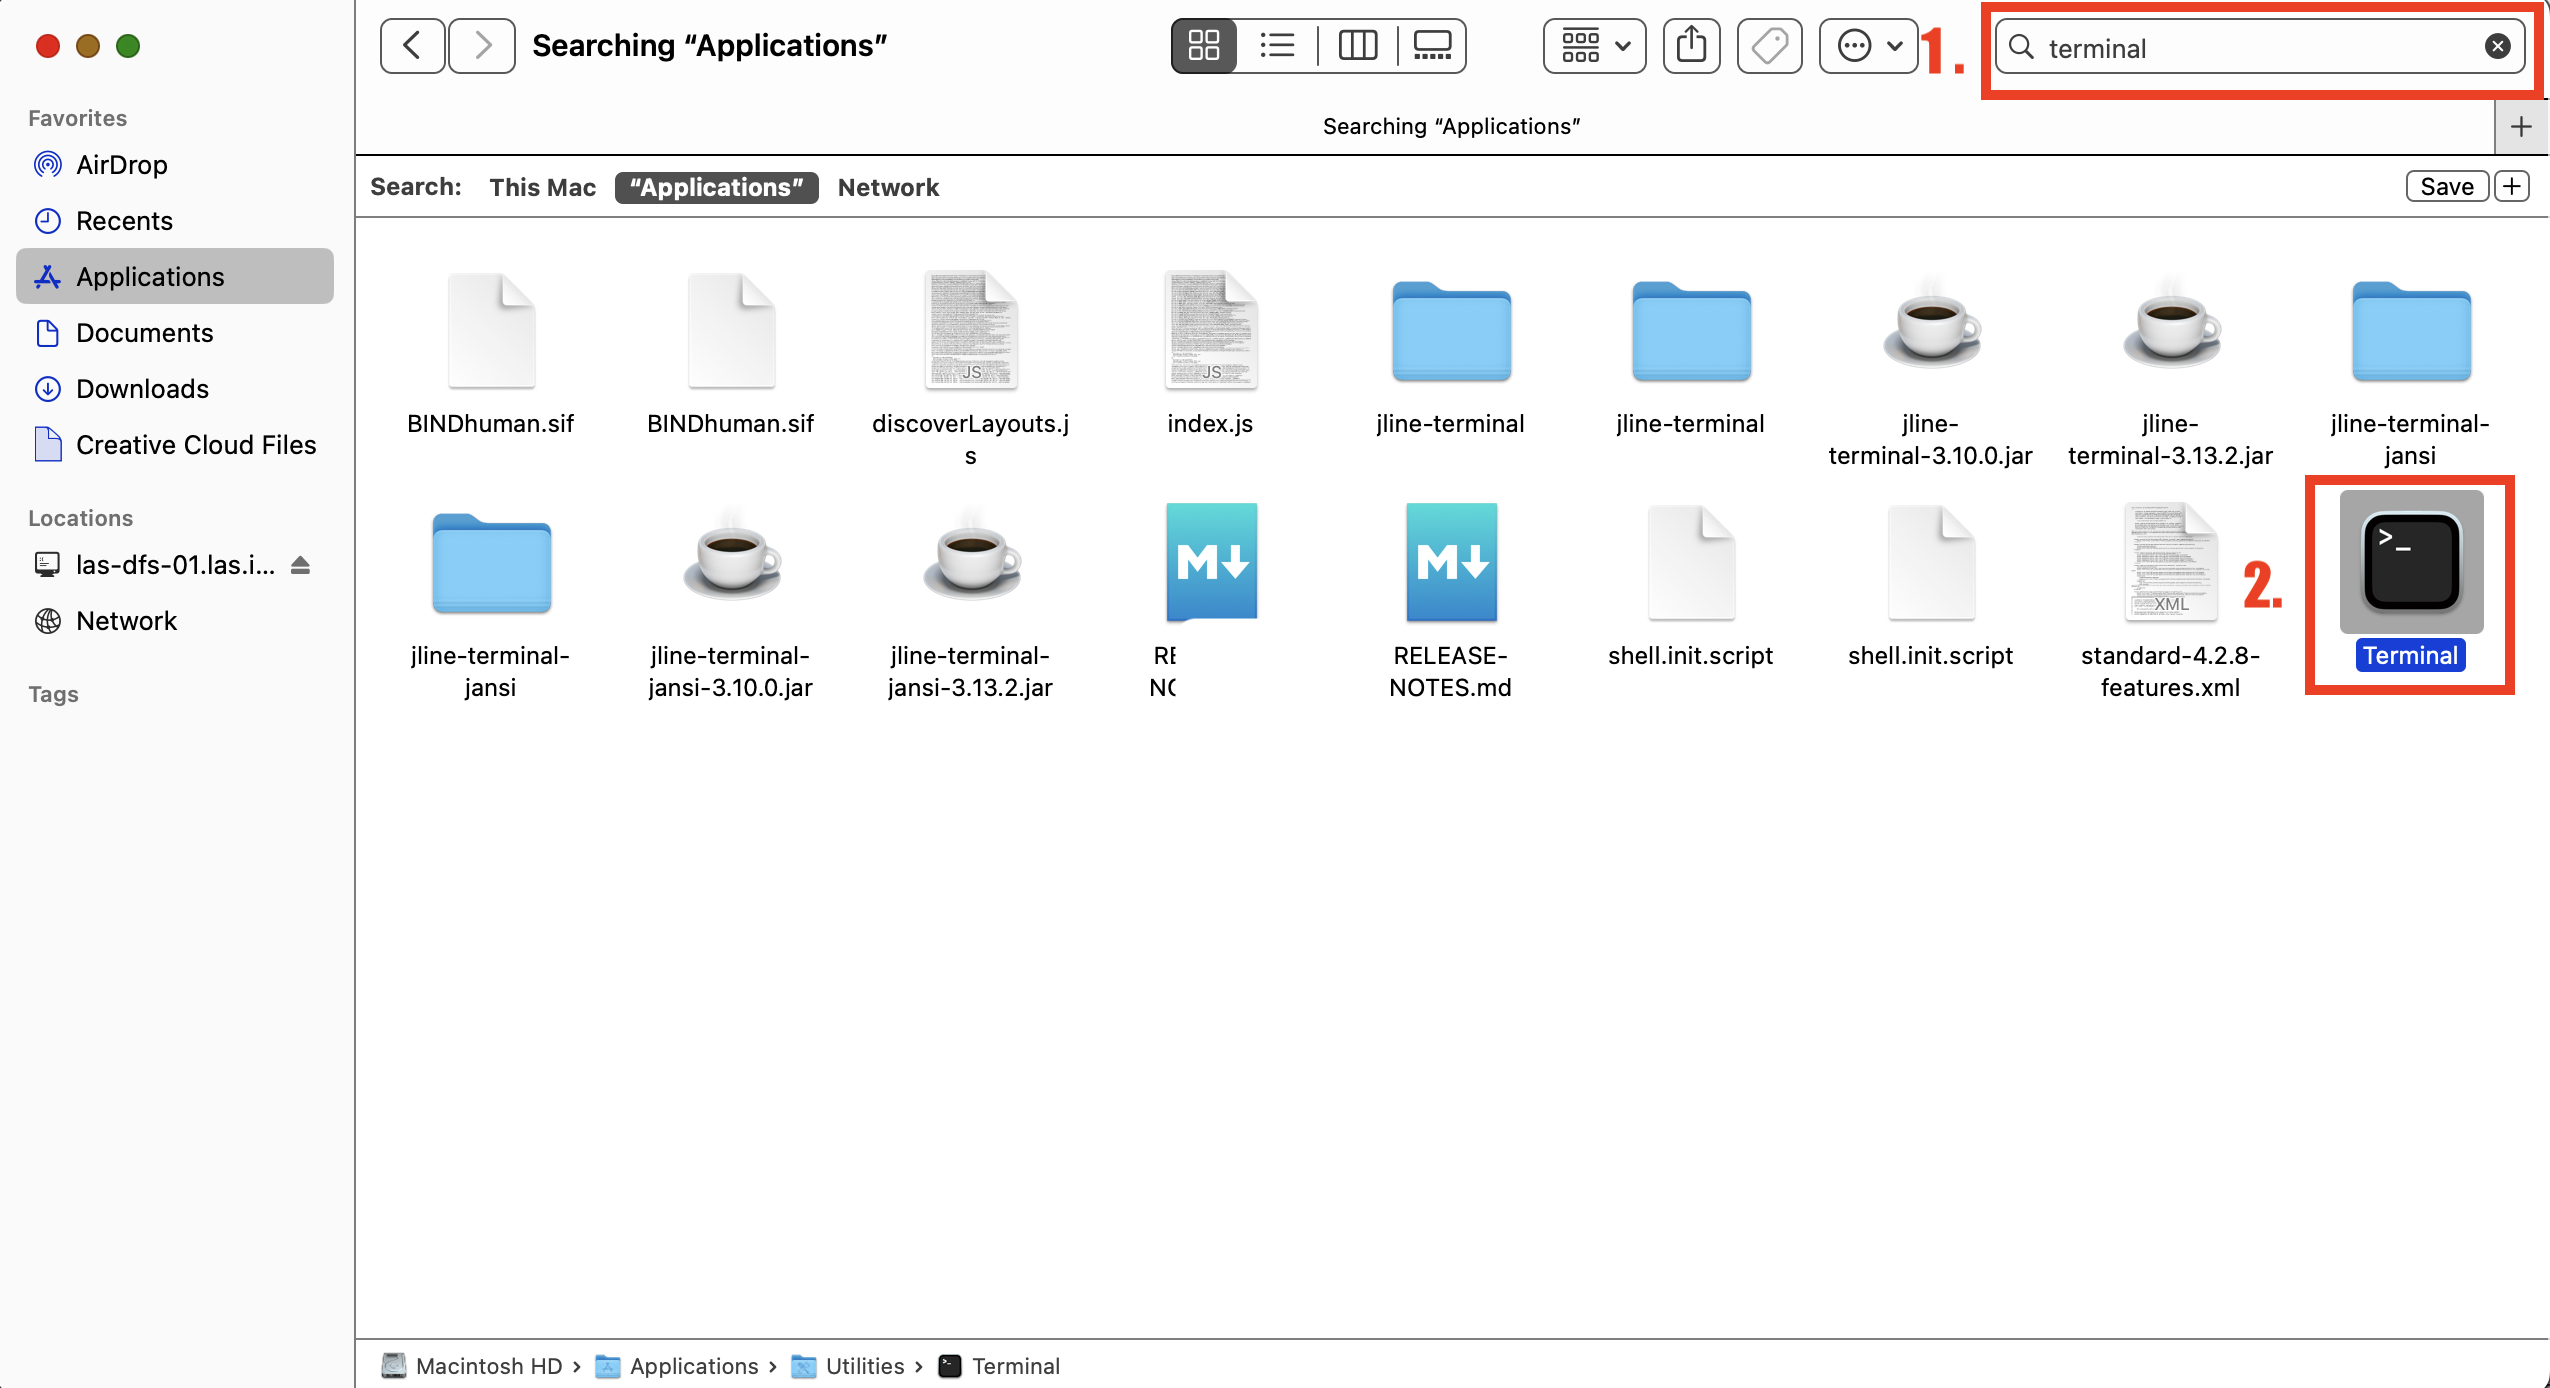 Searching “Applications”
1.
terminal
Searching “Applications”
Search: This Mac “Applications” Network
Save
Favorites
AirDrop
Recents
Applications
Documents
Downloads
Creative Cloud Files
Locations
las-dfs-01.las.i...
Network
Tags
BINDhuman.sif
BINDhuman.sif
discoverLayouts.j
s
JS
index.js
JS
jline-terminal
jline-terminal
jline-
terminal-3.10.0.jar
jline-
terminal-3.13.2.jar
jline-terminal-
jansi
jline-terminal-
jansi
jline-terminal-
jansi-3.10.0.jar
jline-terminal-
jansi-3.13.2.jar
M
RE
NO
M
RELEASE-
NOTES.md
shell.init.script
shell.init.script
XML
standard-4.2.8-
features.xml
2.
>_
Terminal
Macintosh HD › Applications › Utilities › Terminal